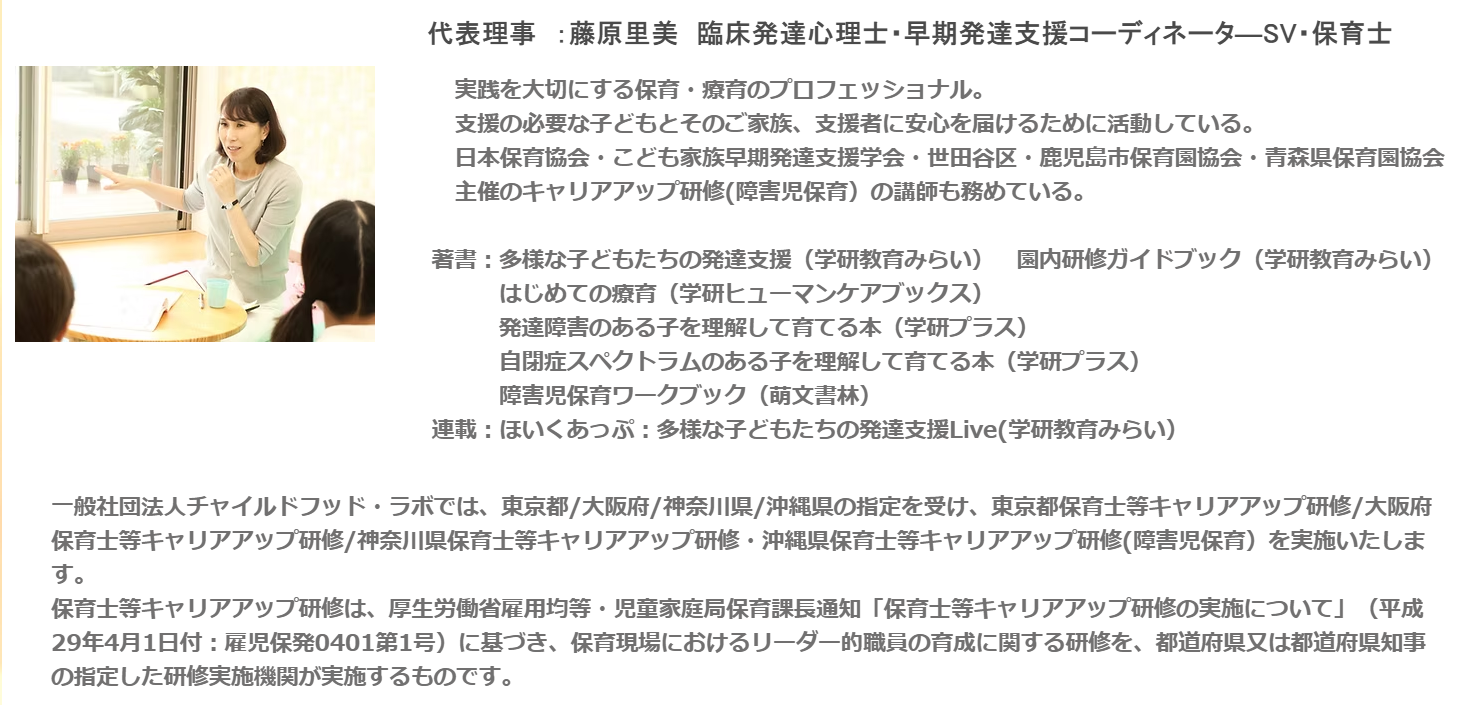 代表理事　：藤原里美　臨床発達心理士・早期発達支援コーディネーター―SV・保育士
実践を大切にする保育・療育のプロフェッショナル。
支援の必要な子どもとそのご家族、支援者に安心を届けるために活動している。
日本保育協会・こども家族早期発達支援学会・世田谷区・鹿児島市保育園協会・青森県保育園協会
主催のキャリアアップ研修(障害児保育）の講師も務めている。
著書：多様な子どもたちの発達支援（学研教育みらい）　園内研修ガイドブック（学研教育みらい）
はじめての療育（学研ヒューマンケアブックス）
発達障害のある子を理解して育てる本（学研プラス）
自閉症スペクトラムのある子を理解して育てる本（学研プラス）
障害児保育ワークブック（萌文書林）
連載：ほいくあっぷ：多様な子どもたちの発達支援Live(学研教育みらい）
一般社団法人チャイルドフッド・ラボでは、東京都/大阪府/神奈川県/沖縄県の指定を受け、東京都保育士等キャリアアップ研修/大阪府
保育士等キャリアアップ研修/神奈川県保育士等キャリアアップ研修・沖縄県保育士等キャリアアップ研修(障害児保育）を実施いたしま
す。
保育士等キャリアアップ研修は、厚生労働省雇用均等・児童家庭局保育課長通知「保育士等キャリアアップ研修の実施について」（平成
29年4月1日付：雇児保発0401第1号）に基づき、保育現場におけるリーダー的職員の育成に関する研修を、都道府県又は都道府県知事
の指定した研修実施機関が実施するものです。